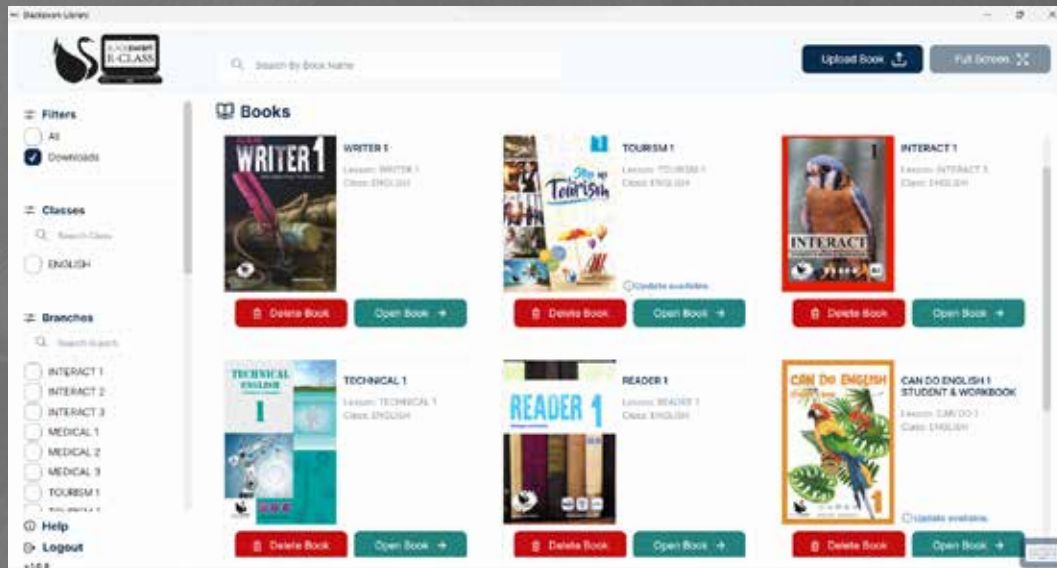 Blackswan Library
BLACKSWAN
E-CLASS
Search By Book Name
Upload Book
Full Screen
Filters
All
Downloads
Classes
Search Class
ENGLISH
Branches
Search Branch
INTERACT 1
INTERACT 2
INTERACT 3
MEDICAL 1
MEDICAL 2
MEDICAL 3
TOURISM 1
Help
Logout
Books
WRITER 1
WRITER 1
Lesson: WRITER 1
Class: ENGLISH
Delete Book
Open Book
Step up
Tourism
TOURISM 1
Lesson: TOURISM 1
Class: ENGLISH
Update available.
Delete Book
Open Book
1
INTERACT
INTERACT 1
Lesson: INTERACT 1
Class: ENGLISH
Delete Book
Open Book
TECHNICAL
ENGLISH
1
TECHNICAL 1
Lesson: TECHNICAL 1
Class: ENGLISH
Delete Book
Open Book
READER 1
READER 1
Lesson: READER 1
Class: ENGLISH
Delete Book
Open Book
CAN DO ENGLISH
1
CAN DO ENGLISH 1
STUDENT & WORKBOOK
Lesson: CAN DO 1
Class: ENGLISH
Update available.
Delete Book
Open Book